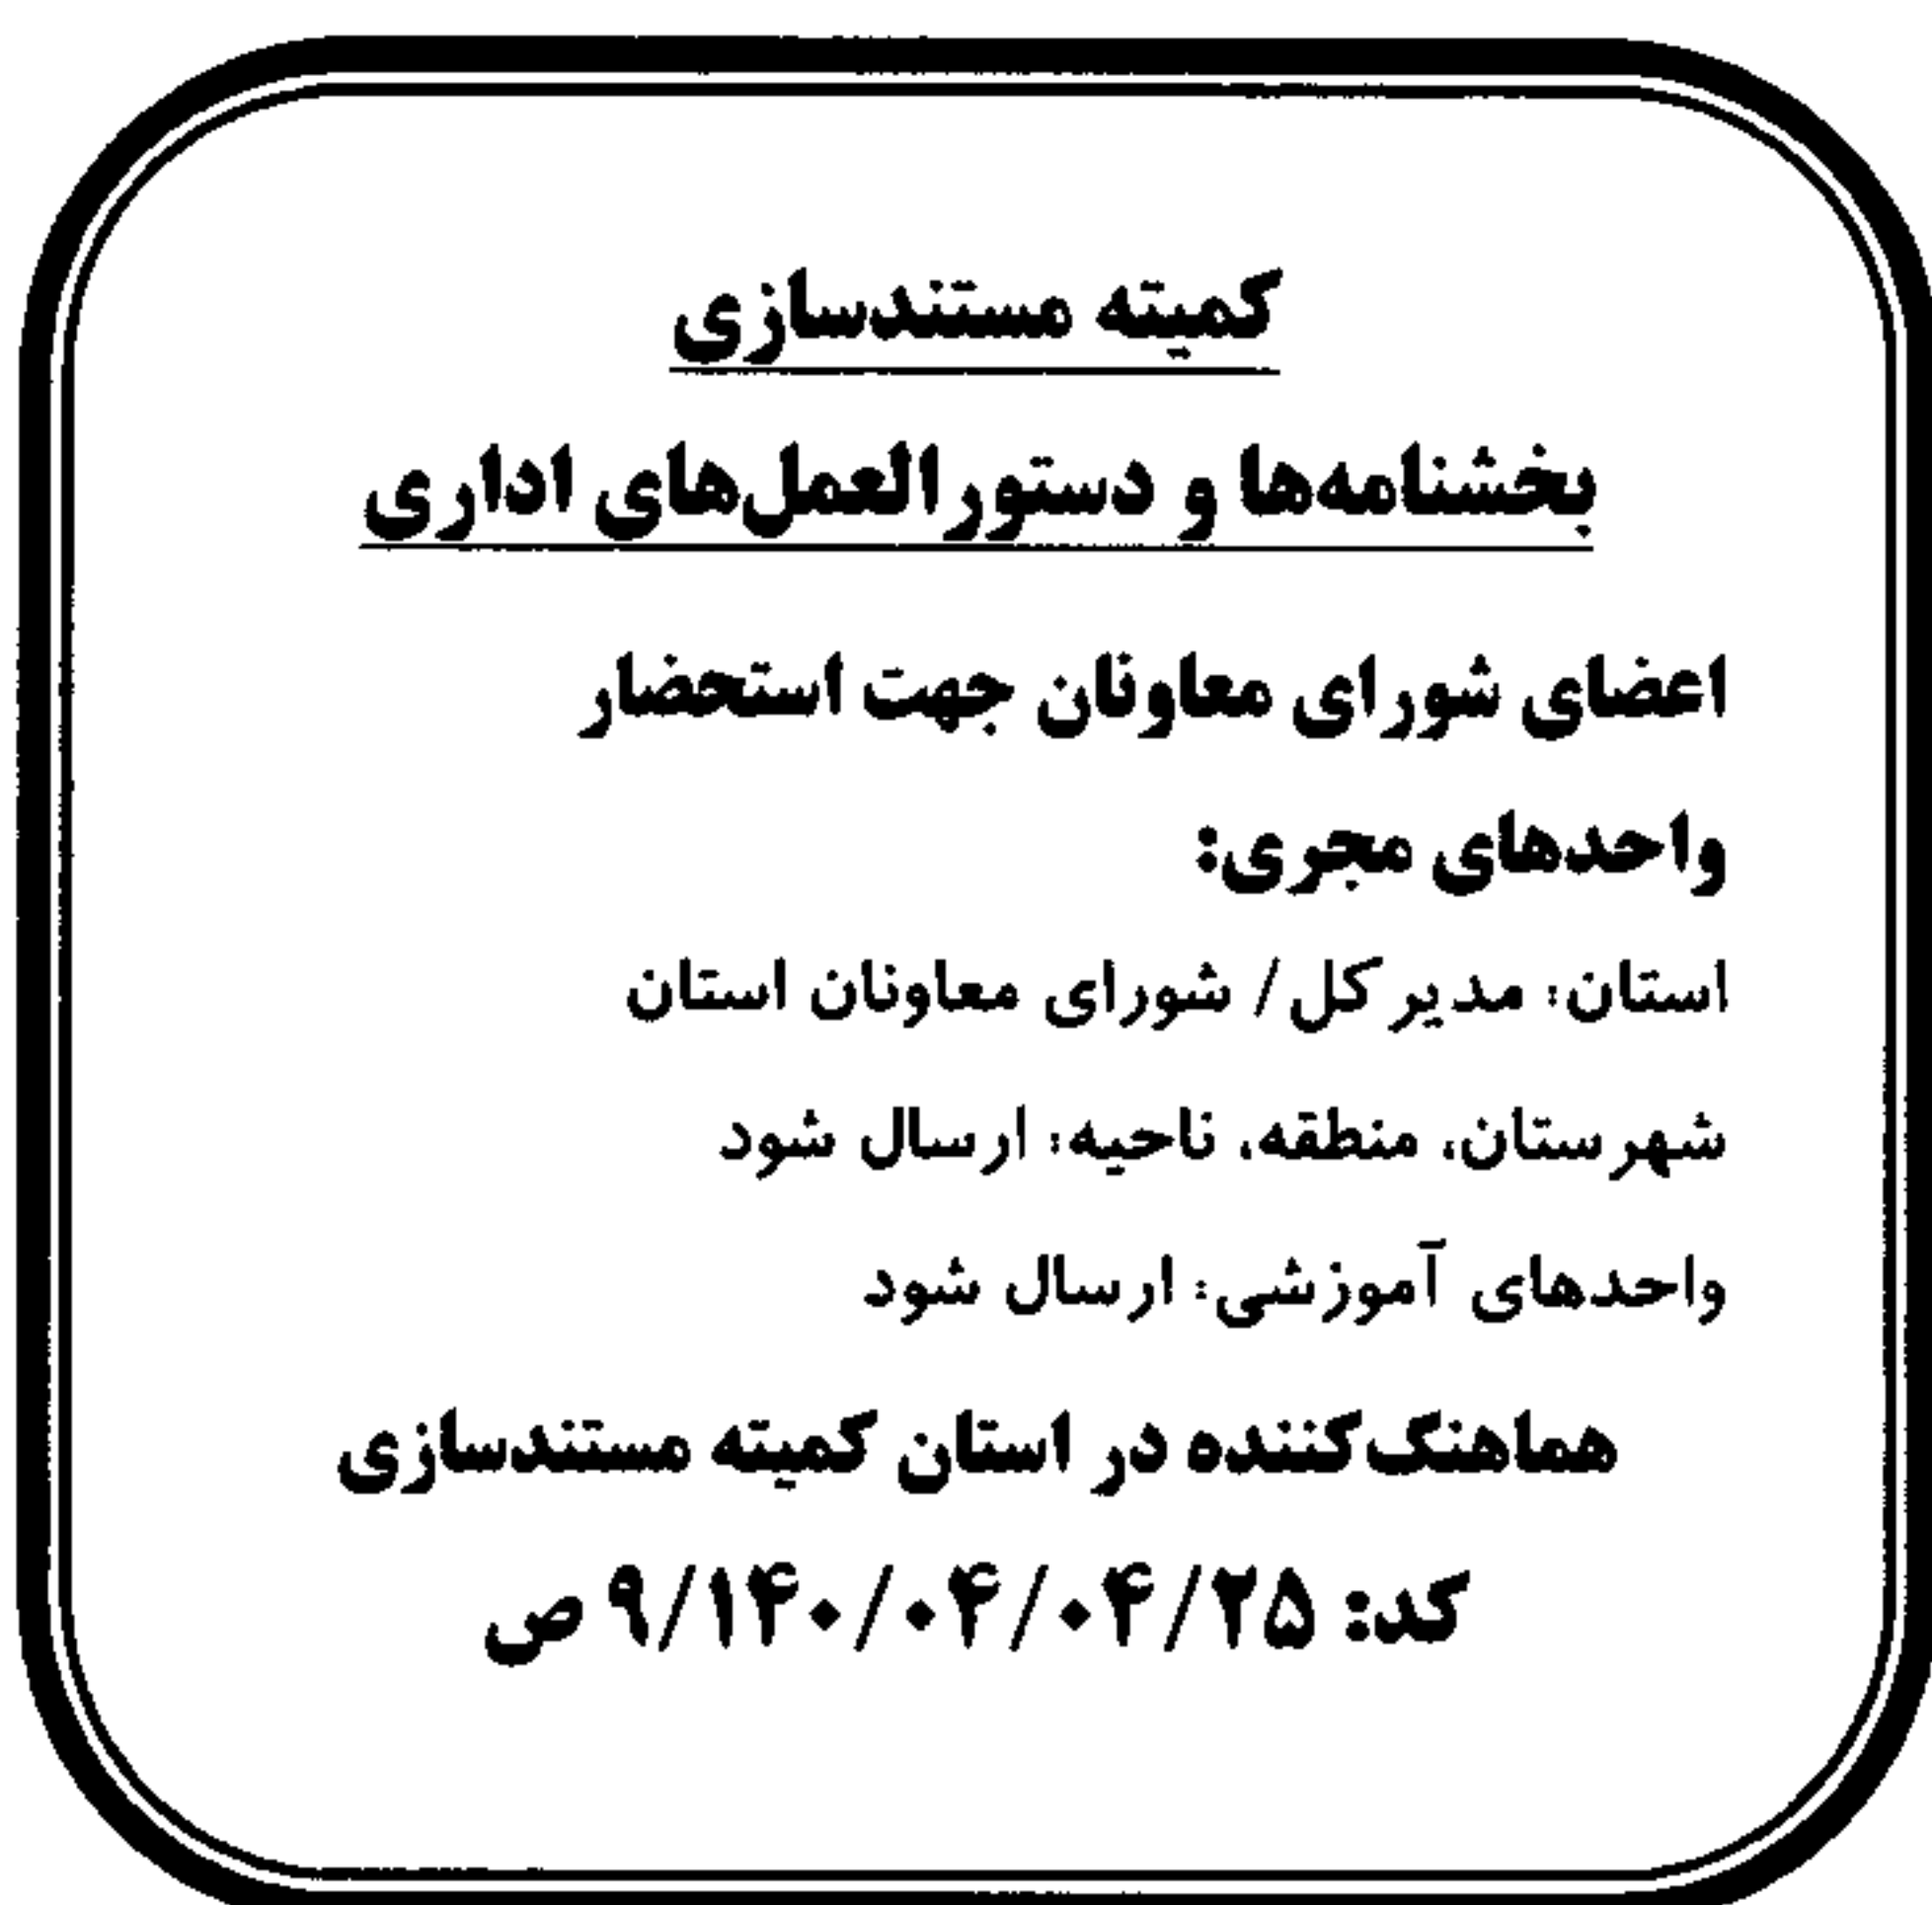 کمیته مستندسازی
بخشنامه‌ها و دستورالعمل‌های اداری
اعضای شورای معاونان جهت استحضار
واحدهای مجری:
استان: مدیر کل/ شورای معاونان استان
شهرستان، منطقه، ناحیه: ارسال شود
واحدهای آموزشی: ارسال شود
هماهنگ‌کننده در استان کمیته مستندسازی
کد: ۹/۱۴۰/۰۴/۰۴/۲۵ص